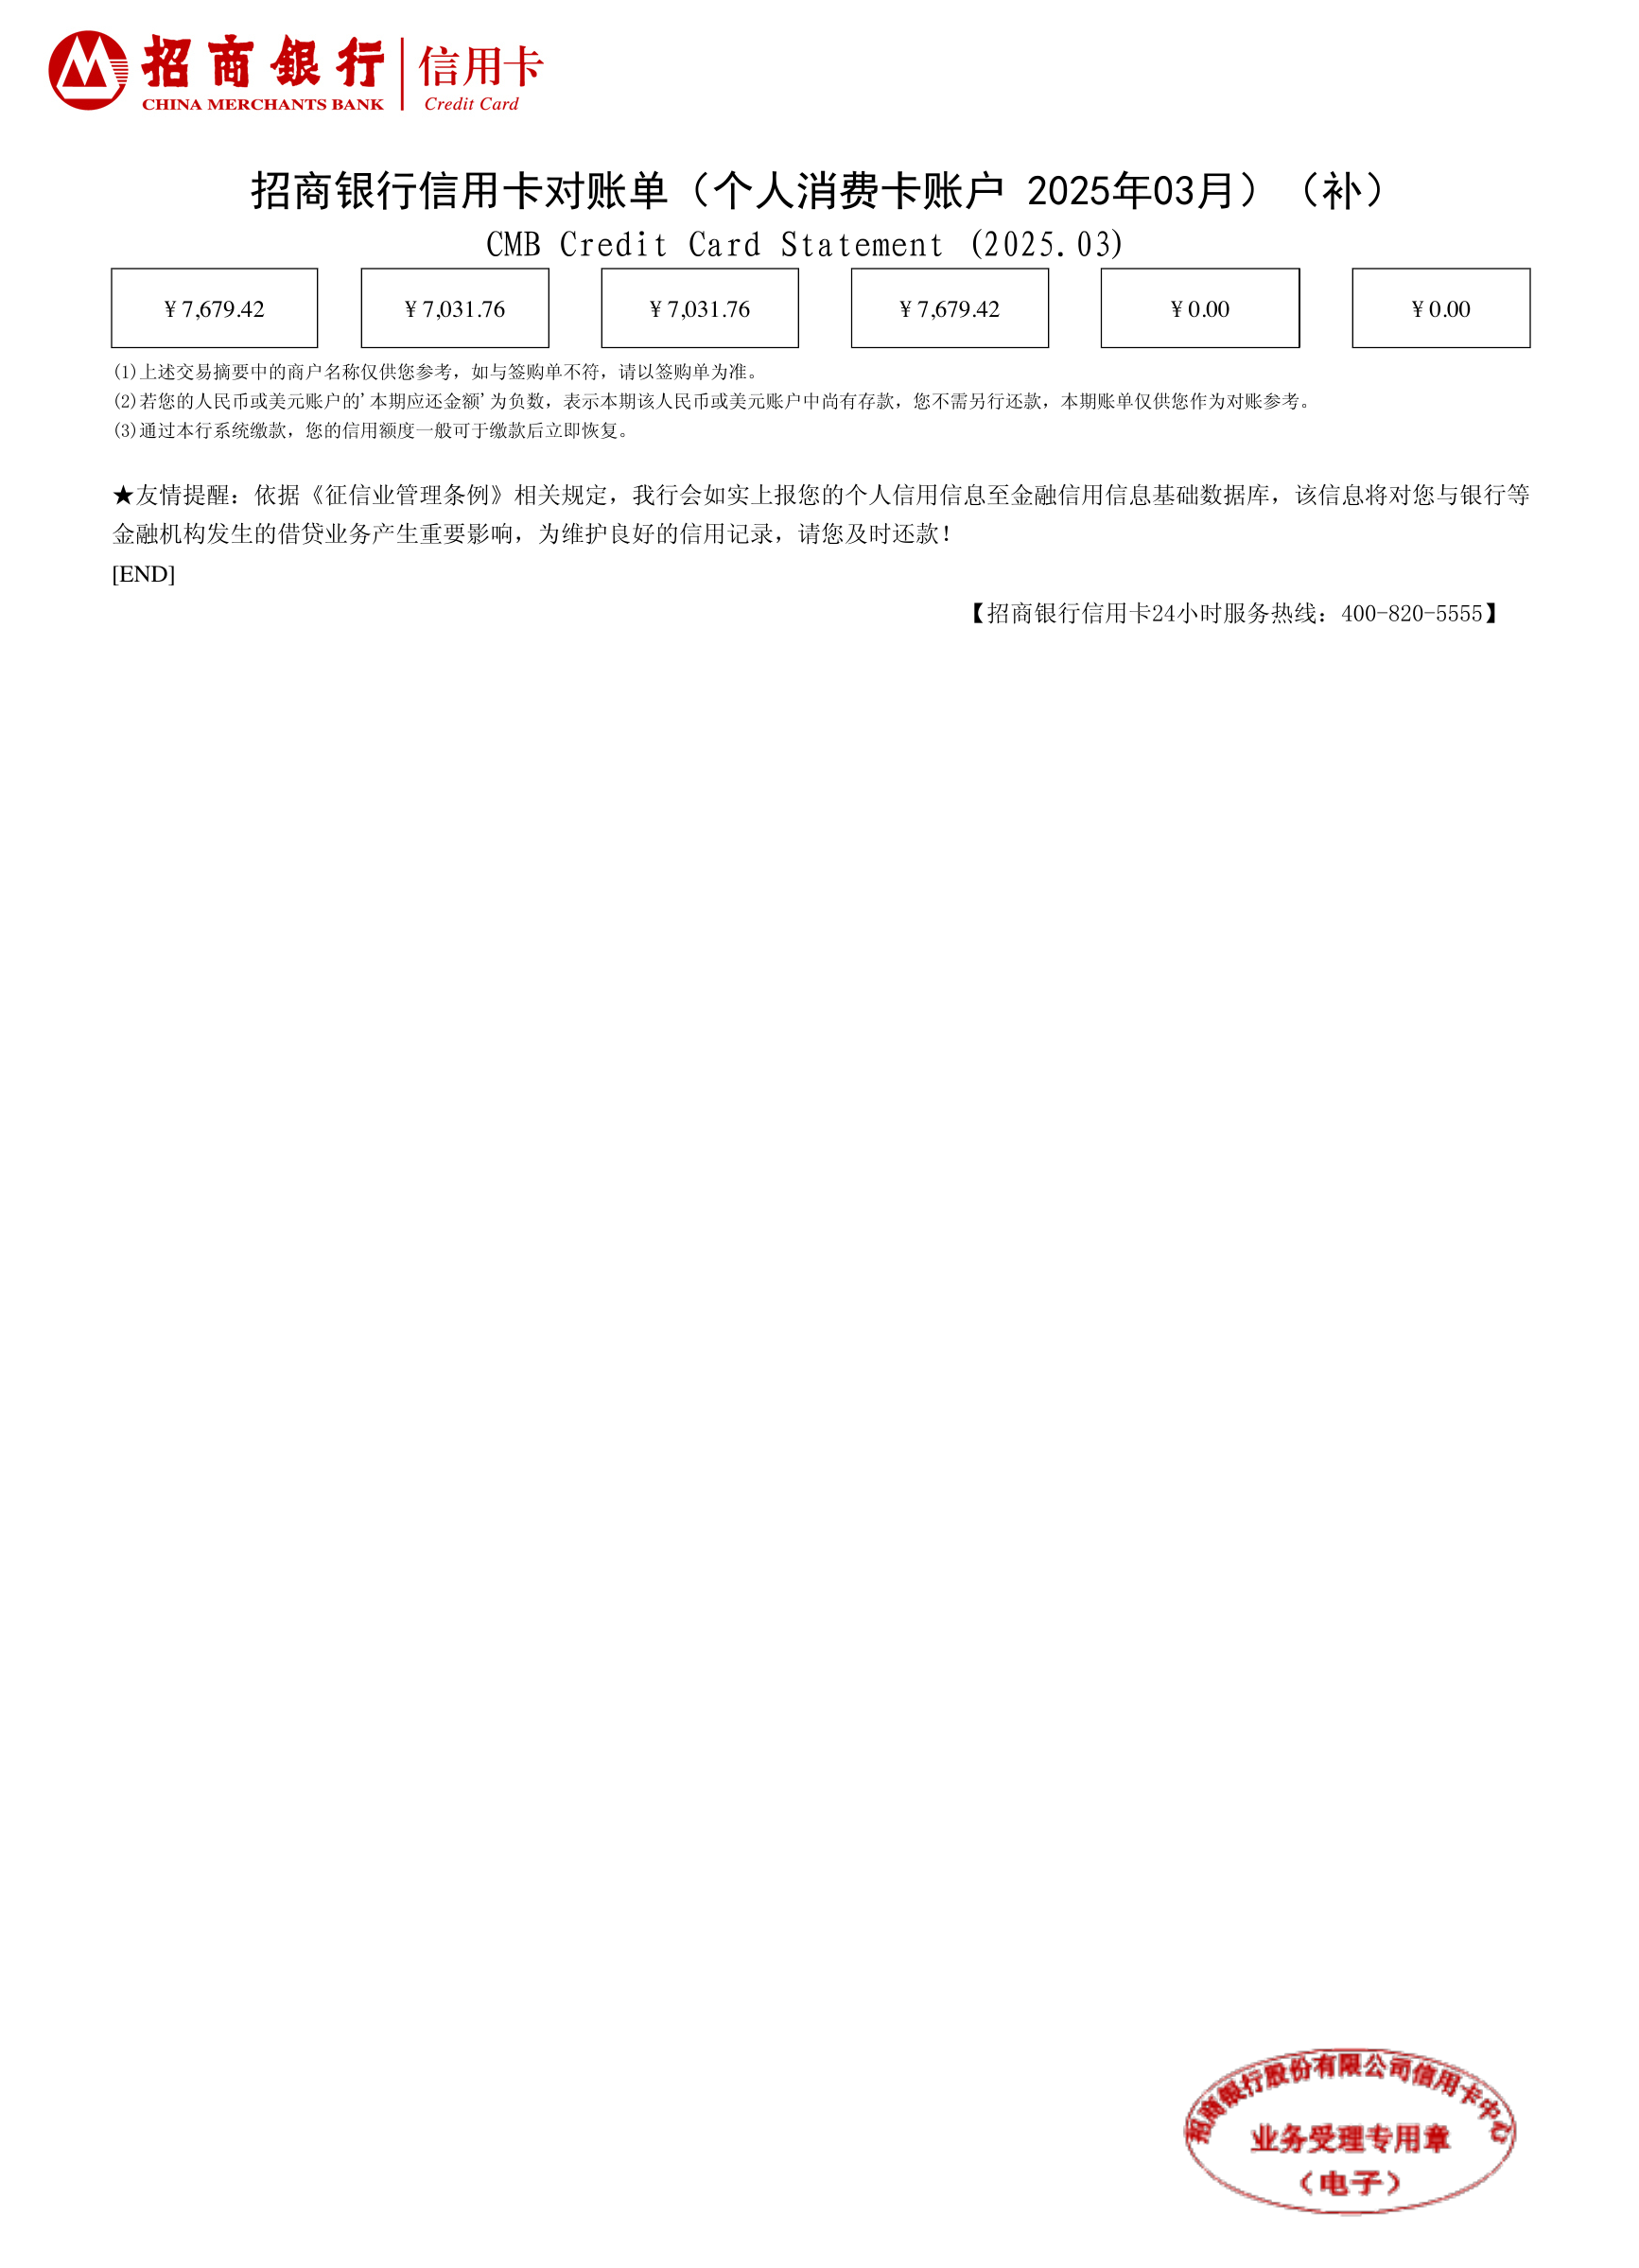 招商銀行 信用卡
CHINA MERCHANTS BANK Credit Card
招商银行信用卡对账单（个人消费卡账户 2025年03月）（补）
CMB Credit Card Statement (2025.03)
¥ 7,679.42 ¥ 7,031.76 ¥ 7,031.76 ¥ 7,679.42 ¥ 0.00 ¥ 0.00
(1)上述交易摘要中的商户名称仅供您参考，如与签购单不符，请以签购单为准。
(2)若您的人民币或美元账户的'本期应还金额'为负数，表示本期该人民币或美元账户中尚有存款，您不需另行还款，本期账单仅供您作为对账参考。
(3)通过本行系统缴款，您的信用额度一般可于缴款后立即恢复。
★友情提醒：依据《征信业管理条例》相关规定，我行会如实上报您的个人信用信息至金融信用信息基础数据库，该信息将对您与银行等
金融机构发生的借贷业务产生重要影响，为维护良好的信用记录，请您及时还款！
[END]
【招商银行信用卡24小时服务热线：400-820-5555】
招商银行股份有限公司信用卡中心
业务受理专用章
（电子）